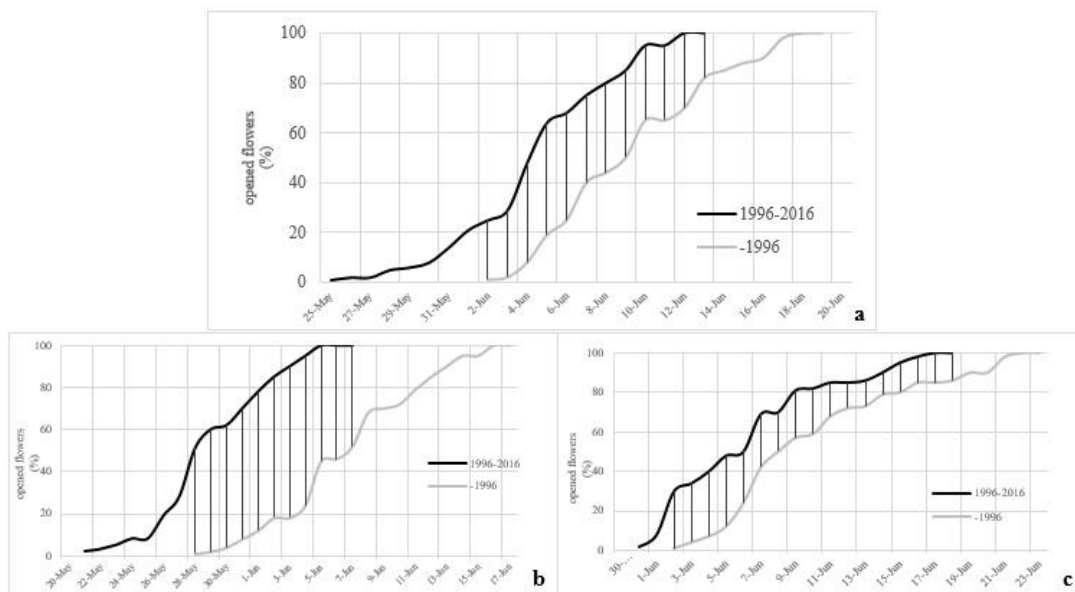 100
80
60
40
20
0
opened flowers
(%)
1996-2016
-1996
25-May
27-May
29-May
31-May
2-Jun
4-Jun
6-Jun
8-Jun
10-Jun
12-Jun
14-Jun
16-Jun
18-Jun
20-Jun
a
100
80
60
40
20
0
opened flowers
(%)
1996-2016
-1996
20-May
22-May
24-May
26-May
28-May
30-May
1-Jun
3-Jun
5-Jun
7-Jun
9-Jun
11-Jun
13-Jun
15-Jun
17-Jun
b
100
80
60
40
20
0
opened flowers
(%)
1996-2016
-1996
30-...
1-Jun
3-Jun
5-Jun
7-Jun
9-Jun
11-Jun
13-Jun
15-Jun
17-Jun
19-Jun
21-Jun
23-Jun
c